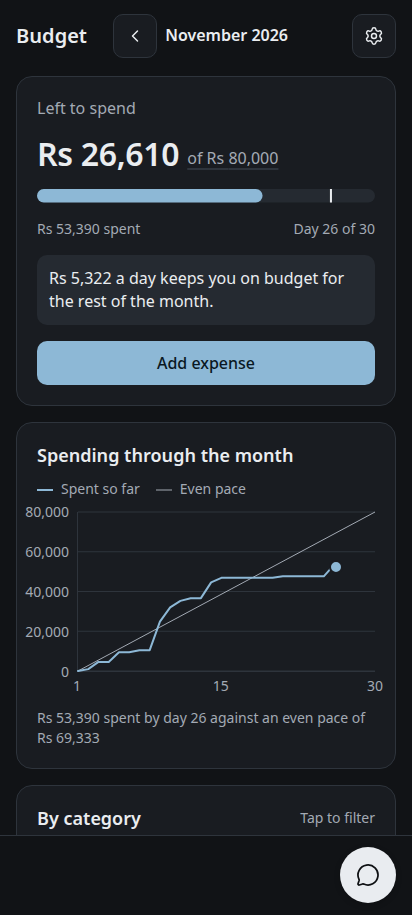 Budget
November 2026
Left to spend
Rs 26,610 of Rs 80,000
Rs 53,390 spent
Day 26 of 30
Rs 5,322 a day keeps you on budget for
the rest of the month.
Add expense
Spending through the month
Spent so far
Even pace
80,000
60,000
40,000
20,000
0
1
15
30
Rs 53,390 spent by day 26 against an even pace of
Rs 69,333
By category
Tap to filter